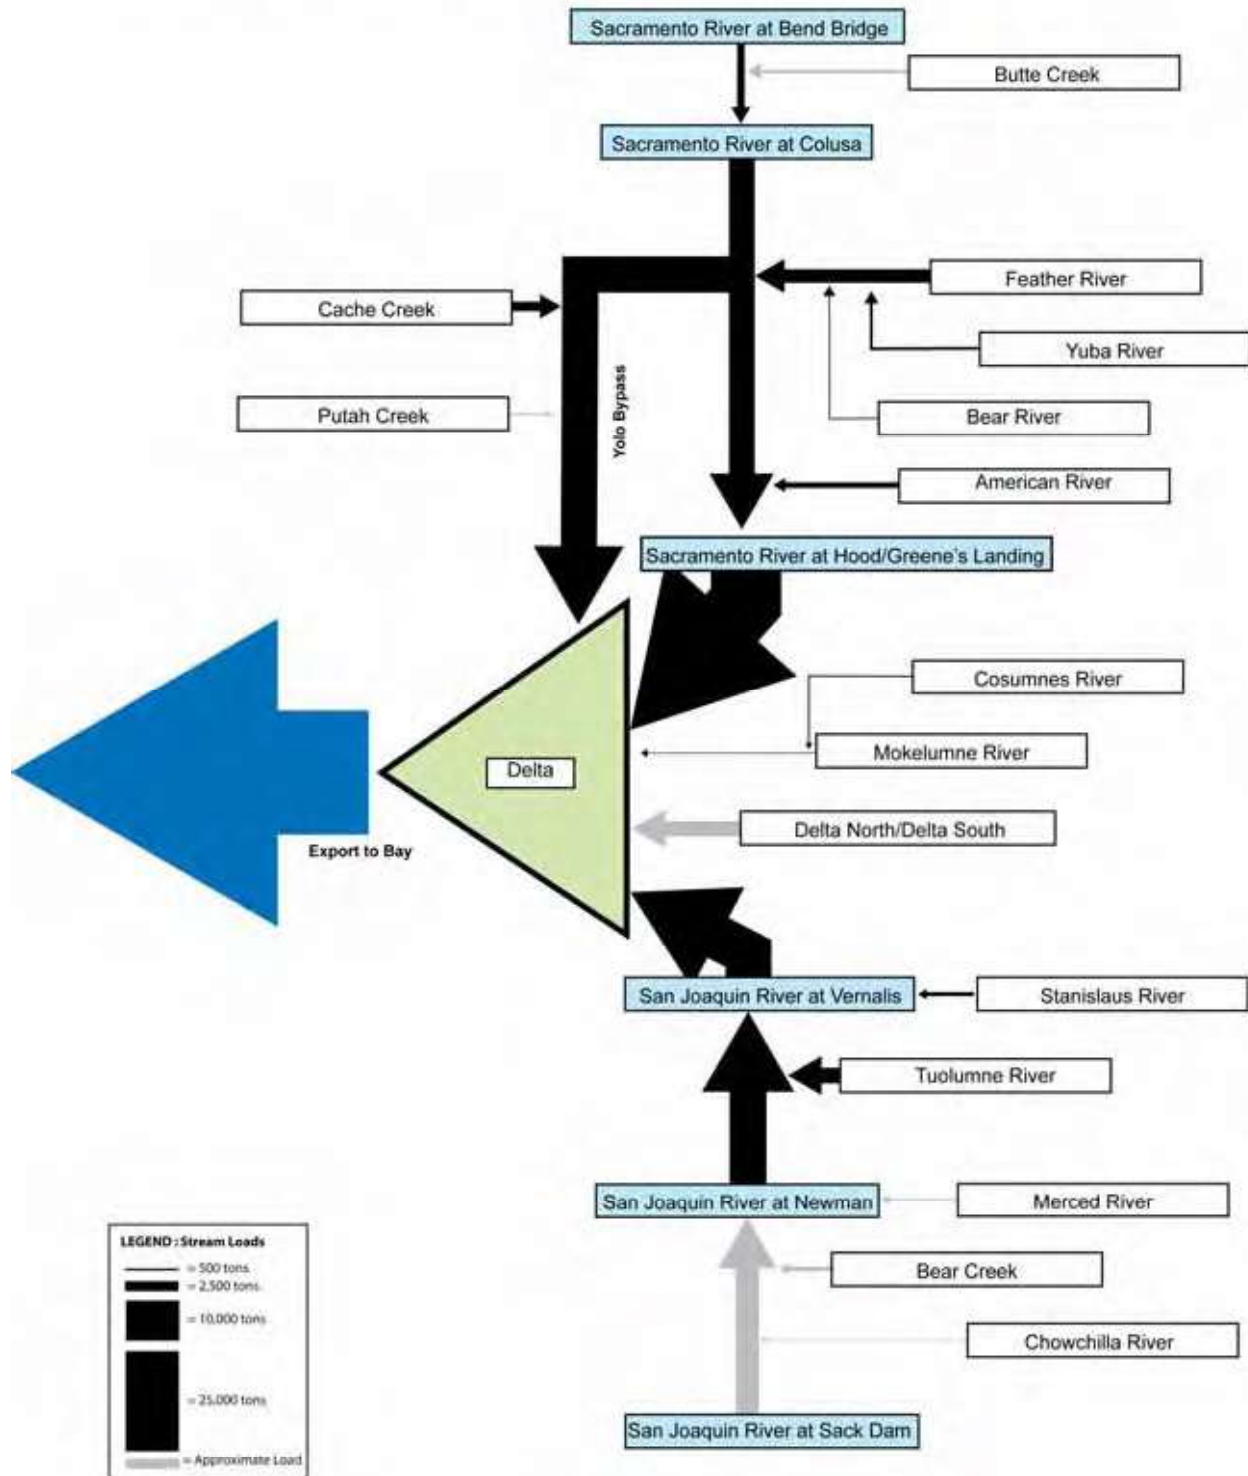 Sacramento River at Bend Bridge
Butte Creek
Sacramento River at Colusa
Feather River
Cache Creek
Yuba River
Yolo Bypass
Putah Creek
Bear River
American River
Sacramento River at Hood/Greene's Landing
Cosumnes River
Mokelumne River
Delta
Delta North/Delta South
Export to Bay
San Joaquin River at Vernalis
Stanislaus River
Tuolumne River
San Joaquin River at Newman
Merced River
Bear Creek
Chowchilla River
San Joaquin River at Sack Dam
LEGEND : Stream Loads
= 500 tons
= 2,500 tons
= 10,000 tons
= 25,000 tons
= Approximate Load